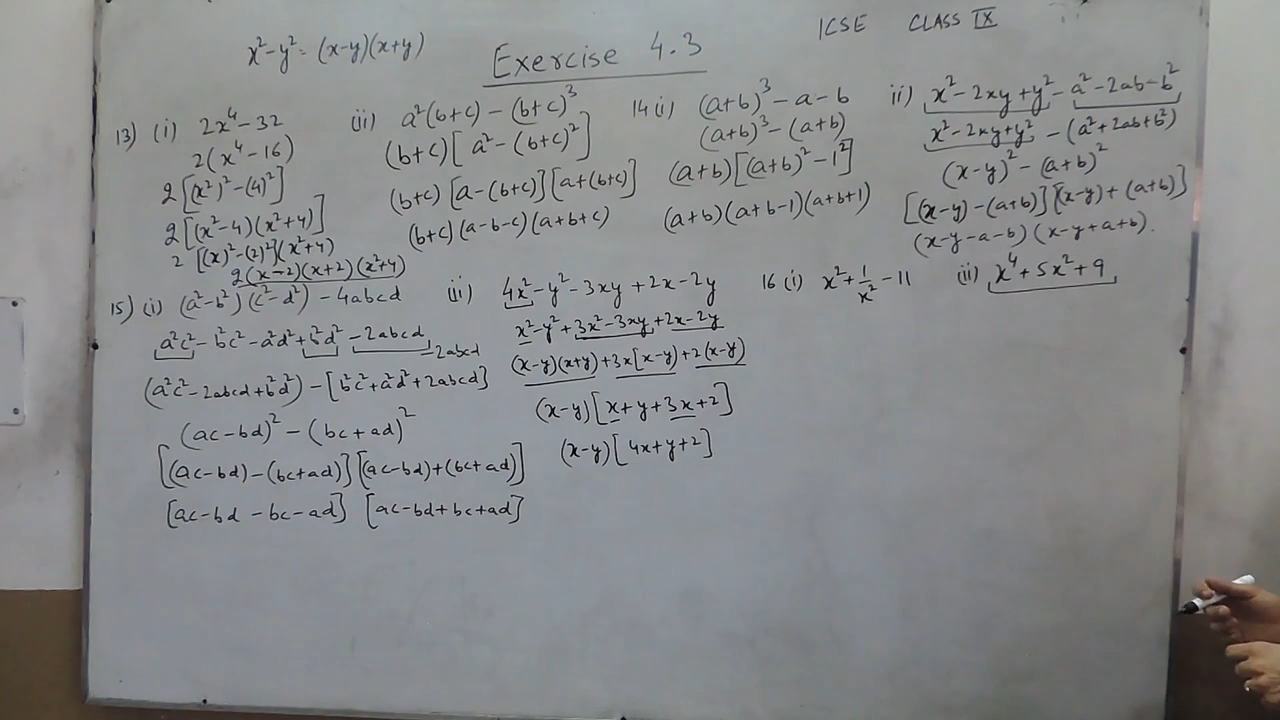 ICSE CLASS IX
x² - y² = (x-y)(x+y)
Exercise 4.3
13) (i) 2x⁴ - 32
2(x⁴ - 16)
2[(x²)² - (4)²]
2[(x²-4)(x²+4)]
2 [(x)² - (2)²](x²+4)
2(x-2)(x+2)(x²+4)
(ii) a²(b+c) - (b+c)³
(b+c)[a² - (b+c)²]
(b+c)[a-(b+c)][a+(b+c)]
(b+c)(a-b-c)(a+b+c)
14 (i) (a+b)³ - a - b
(a+b)³ - (a+b)
(a+b)[(a+b)² - 1²]
(a+b)(a+b-1)(a+b+1)
ii) x² - 2xy + y² - a² - 2ab - b²
x² - 2xy + y² - (a² + 2ab + b²)
(x-y)² - (a+b)²
[(x-y) - (a+b)][(x-y) + (a+b)]
(x-y-a-b)(x-y+a+b).
15) (i) (a²-b²)(c²-d²) - 4abcd
a²c² - b²c² - a²d² + b²d² - 2abcd
- 2abcd
(a²c² - 2abcd + b²d²) - [b²c² + a²d² + 2abcd]
(ac-bd)² - (bc+ad)²
[(ac-bd) - (bc+ad)][(ac-bd) + (bc+ad)]
[ac-bd-bc-ad] [ac-bd+bc+ad]
(ii) 4x² - y² - 3xy + 2x - 2y
x² - y² + 3x² - 3xy + 2x - 2y
(x-y)(x+y) + 3x[x-y) + 2(x-y)
(x-y)[x+y+3x+2]
(x-y)[4x+y+2]
16 (i) x² + 1/x² - 11
(ii) x⁴ + 5x² + 9